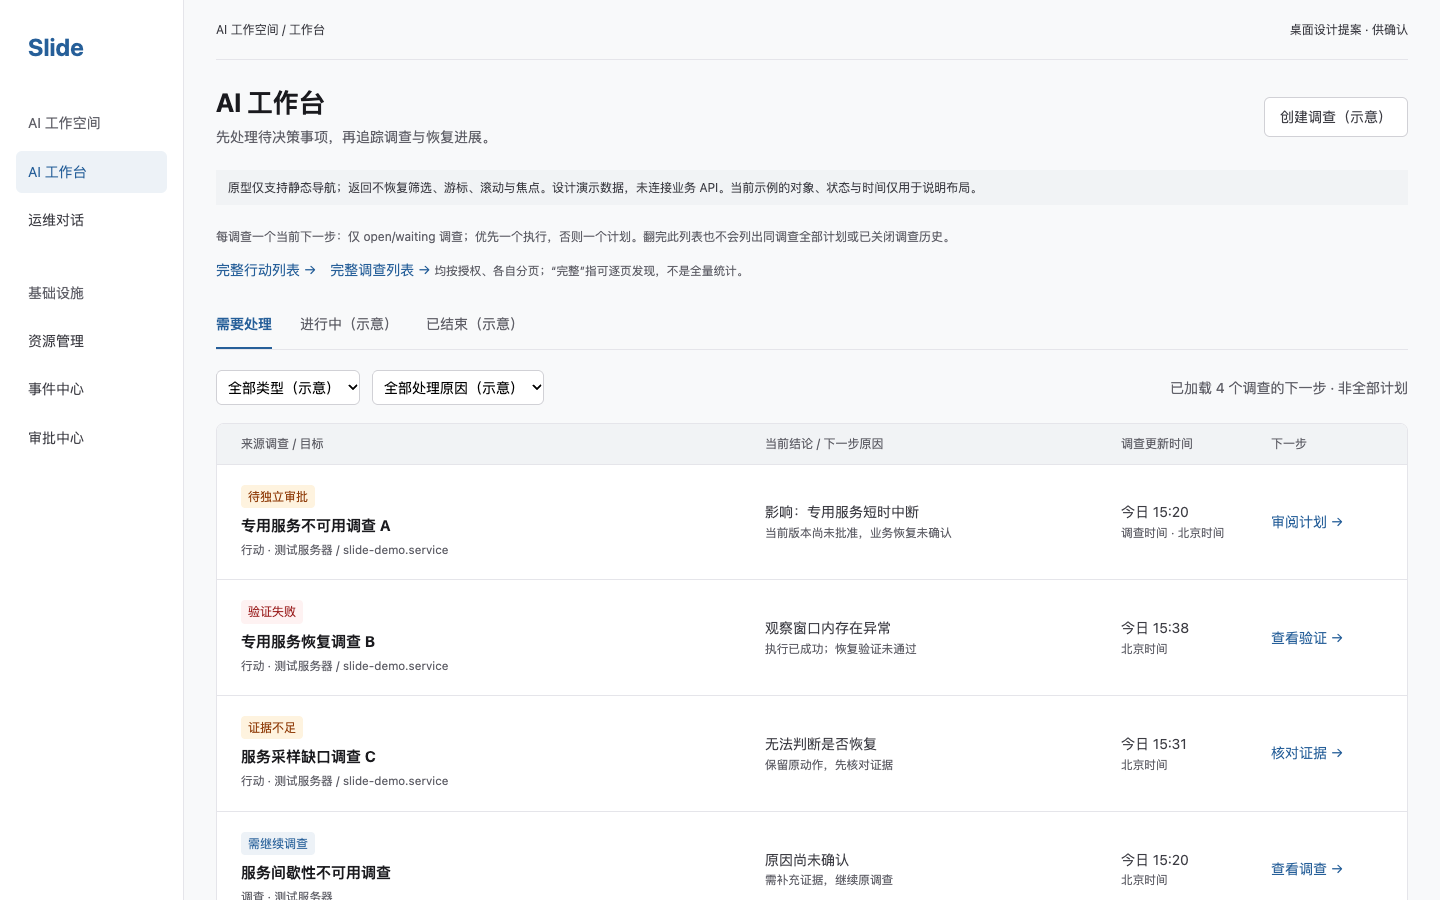 Slide
AI 工作空间
AI 工作台
运维对话
基础设施
资源管理
事件中心
审批中心
AI 工作空间 / 工作台
桌面设计提案 · 供确认
AI 工作台
先处理待决策事项，再追踪调查与恢复进展。
创建调查（示意）
原型仅支持静态导航；返回不恢复筛选、游标、滚动与焦点。设计演示数据，未连接业务 API。当前示例的对象、状态与时间仅用于说明布局。
每调查一个当前下一步：仅 open/waiting 调查；优先一个执行，否则一个计划。翻完此列表也不会列出同调查全部计划或已关闭调查历史。
完整行动列表 → 完整调查列表 → 均按授权、各自分页；“完整”指可逐页发现，不是全量统计。
需要处理 进行中（示意） 已结束（示意）
全部类型（示意） 全部处理原因（示意） 已加载 4 个调查的下一步 · 非全部计划
来源调查 / 目标 当前结论 / 下一步原因 调查更新时间 下一步
待独立审批
专用服务不可用调查 A
行动 · 测试服务器 / slide-demo.service
影响：专用服务短时中断
当前版本尚未批准，业务恢复未确认
今日 15:20
调查时间 · 北京时间
审阅计划 →
验证失败
专用服务恢复调查 B
行动 · 测试服务器 / slide-demo.service
观察窗口内存在异常
执行已成功；恢复验证未通过
今日 15:38
北京时间
查看验证 →
证据不足
服务采样缺口调查 C
行动 · 测试服务器 / slide-demo.service
无法判断是否恢复
保留原动作，先核对证据
今日 15:31
北京时间
核对证据 →
需继续调查
服务间歇性不可用调查
调查 · 测试服务器
原因尚未确认
需补充证据，继续原调查
今日 15:20
北京时间
查看调查 →